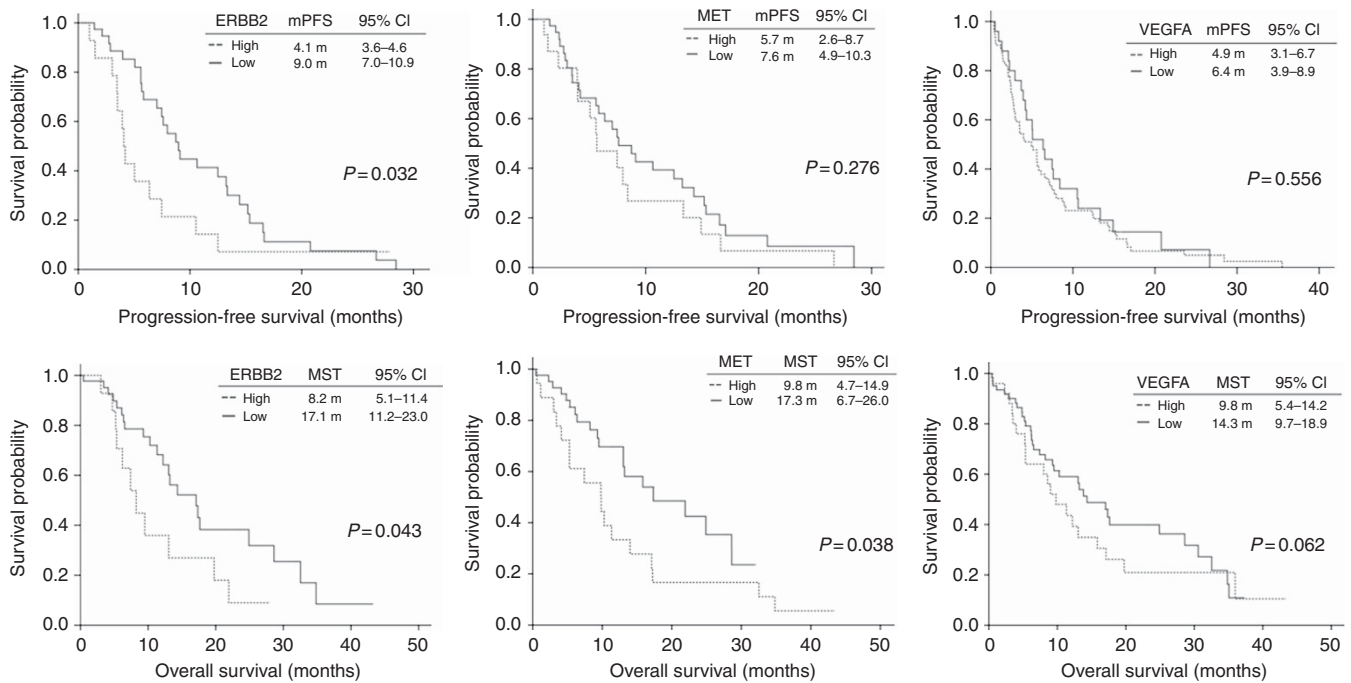 ERBB2 mPFS 95% CI
High 4.1 m 3.6–4.6
Low 9.0 m 7.0–10.9
P=0.032
Survival probability
1.0
0.8
0.6
0.4
0.2
0.0
0 10 20 30
Progression-free survival (months)
MET mPFS 95% CI
High 5.7 m 2.6–8.7
Low 7.6 m 4.9–10.3
P=0.276
Survival probability
1.0
0.8
0.6
0.4
0.2
0.0
0 10 20 30
Progression-free survival (months)
VEGFA mPFS 95% CI
High 4.9 m 3.1–6.7
Low 6.4 m 3.9–8.9
P=0.556
Survival probability
1.0
0.8
0.6
0.4
0.2
0.0
0 10 20 30 40
Progression-free survival (months)
ERBB2 MST 95% CI
High 8.2 m 5.1–11.4
Low 17.1 m 11.2–23.0
P=0.043
Survival probability
1.0
0.8
0.6
0.4
0.2
0.0
0 10 20 30 40 50
Overall survival (months)
MET MST 95% CI
High 9.8 m 4.7–14.9
Low 17.3 m 6.7–26.0
P=0.038
Survival probability
1.0
0.8
0.6
0.4
0.2
0.0
0 10 20 30 40 50
Overall survival (months)
VEGFA MST 95% CI
High 9.8 m 5.4–14.2
Low 14.3 m 9.7–18.9
P=0.062
Survival probability
1.0
0.8
0.6
0.4
0.2
0.0
0 10 20 30 40 50
Overall survival (months)